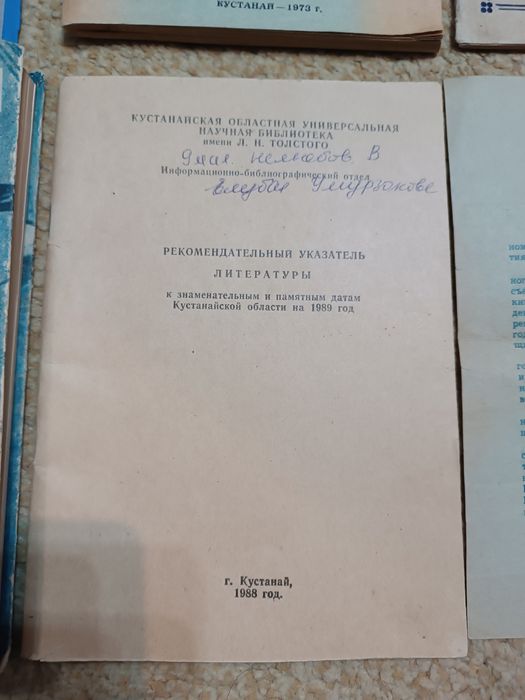 КУСТАНАЙ — 1973 г.
КУСТАНАЙСКАЯ ОБЛАСТНАЯ УНИВЕРСАЛЬНАЯ
НАУЧНАЯ БИБЛИОТЕКА
имени Л. Н. ТОЛСТОГО
В
Информационно-библиографический отдел
РЕКОМЕНДАТЕЛЬНЫЙ УКАЗАТЕЛЬ
ЛИТЕРАТУРЫ
к знаменательным и памятным датам
Кустанайской области на 1989 год
г. Кустанай,
1988 год.